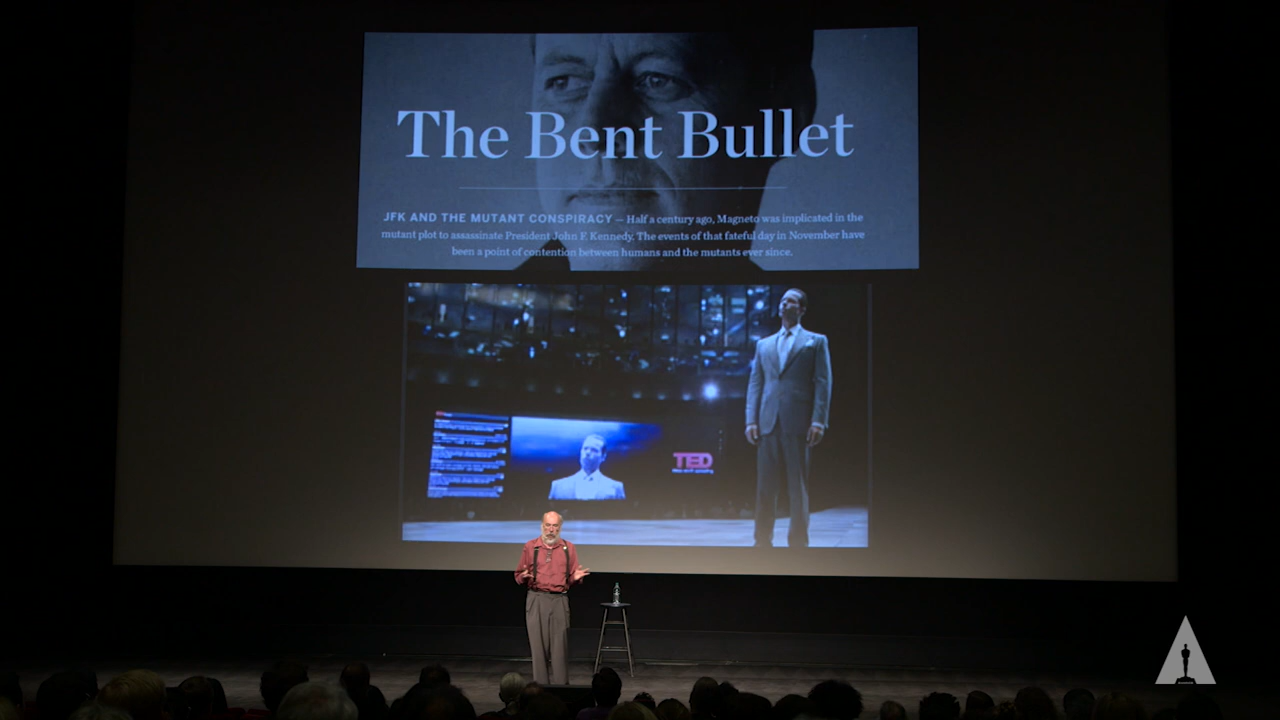 The Bent Bullet
JFK AND THE MUTANT CONSPIRACY — Half a century ago, Magneto was implicated in the
mutant plot to assassinate President John F. Kennedy. The events of that fateful day in November have
been a point of contention between humans and the mutants ever since.
TED